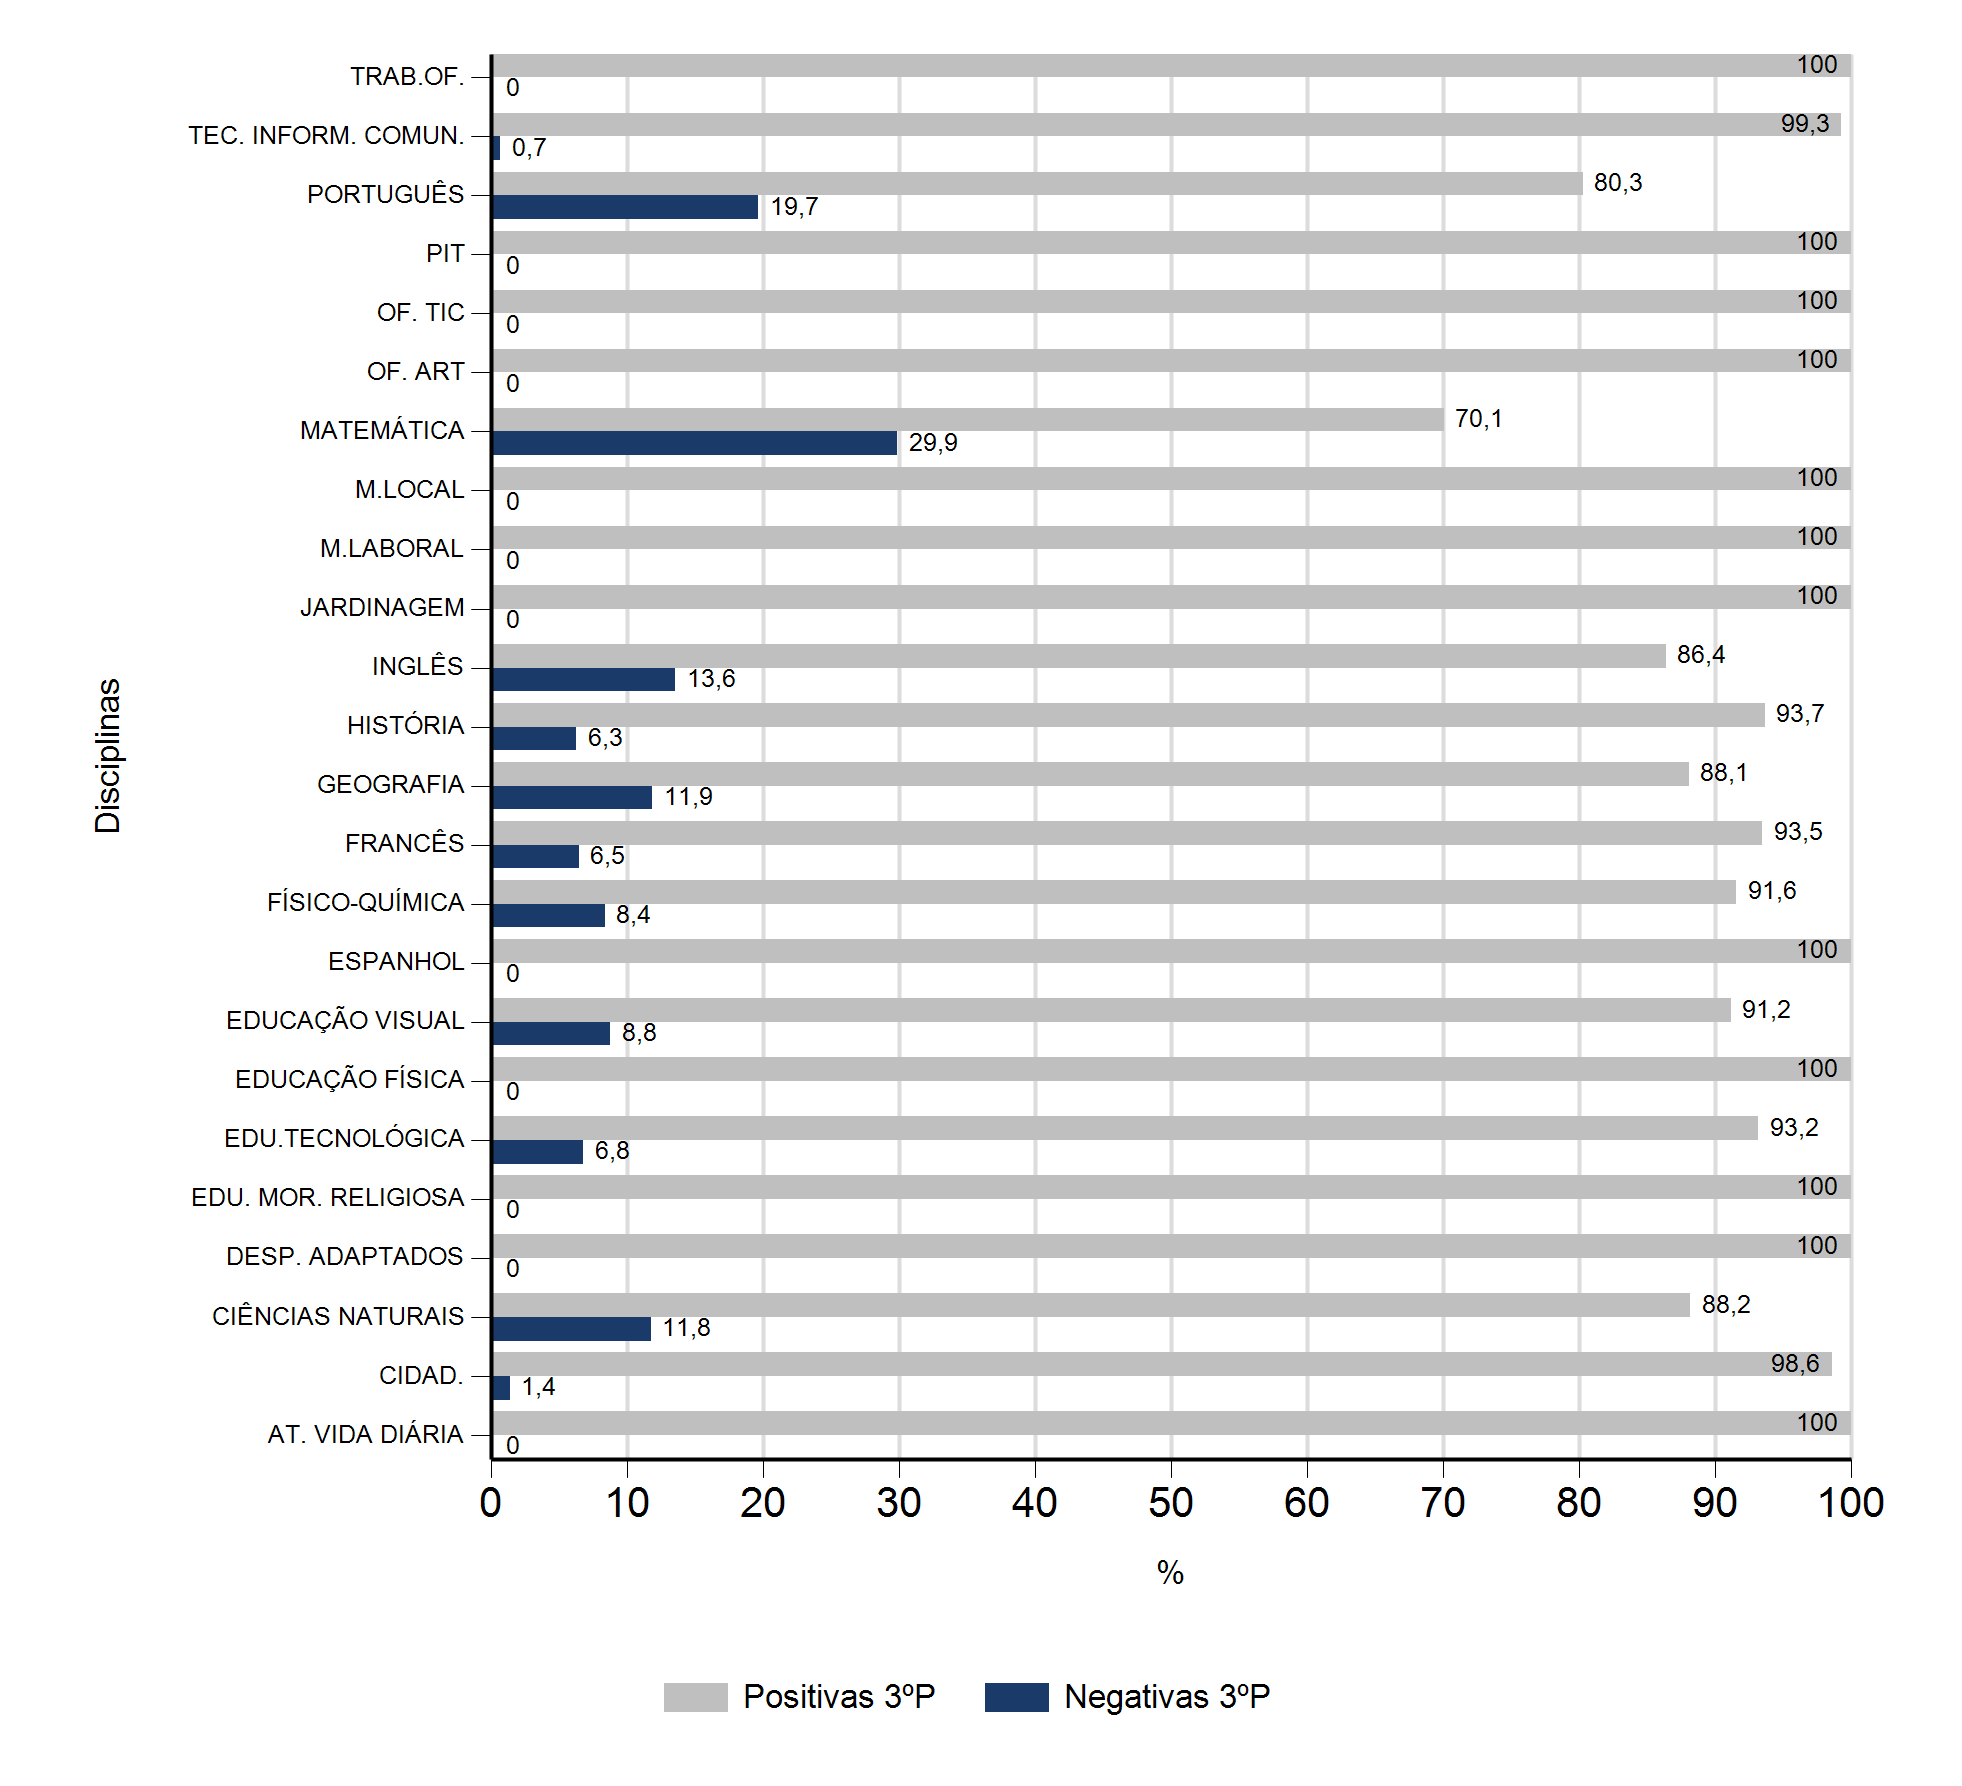 TRAB.OF.
100
0
TEC. INFORM. COMUN.
99,3
0,7
PORTUGUÊS
80,3
19,7
PIT
100
0
OF. TIC
100
0
OF. ART
100
0
MATEMÁTICA
70,1
29,9
M.LOCAL
100
0
M.LABORAL
100
0
JARDINAGEM
100
0
INGLÊS
86,4
13,6
HISTÓRIA
93,7
6,3
GEOGRAFIA
88,1
11,9
FRANCÊS
93,5
6,5
FÍSICO-QUÍMICA
91,6
8,4
ESPANHOL
100
0
EDUCAÇÃO VISUAL
91,2
8,8
EDUCAÇÃO FÍSICA
100
0
EDU.TECNOLÓGICA
93,2
6,8
EDU. MOR. RELIGIOSA
100
0
DESP. ADAPTADOS
100
0
CIÊNCIAS NATURAIS
88,2
11,8
CIDAD.
98,6
1,4
AT. VIDA DIÁRIA
100
0
Disciplinas
0 10 20 30 40 50 60 70 80 90 100
%
Positivas 3ºP Negativas 3ºP